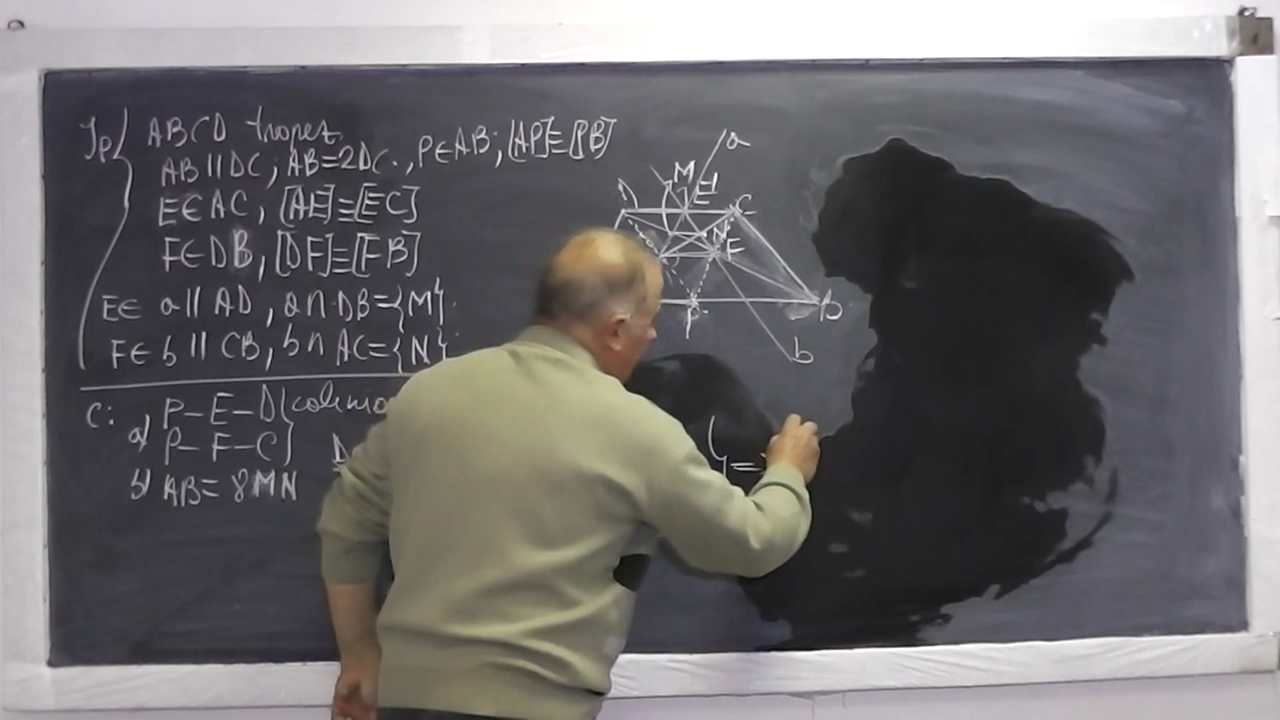 Ip ABCD trapez
AB || DC ; AB=2DC., P∈AB; [AP]≡[PB]
E∈AC, [AE]≡[EC]
F∈DB, [DF]≡[FB]
E∈ a || AD, a∩DB={M}.
F∈ b || CB, b∩ AC={N}
C: a) P-E-D
P-F-C
b) AB= 8MN
a
M
E'
C
N
F
P
B
b